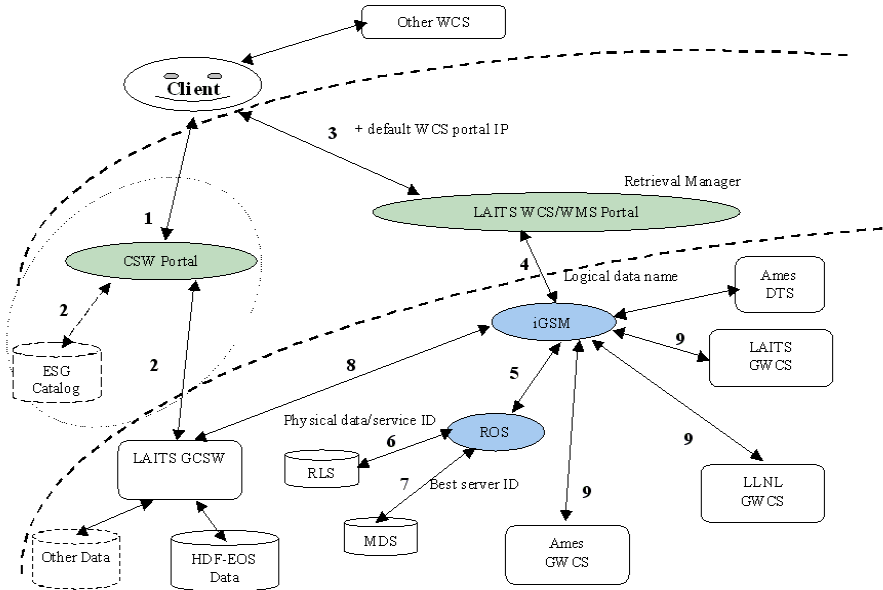 Other WCS
Client
3 + default WCS portal IP
Retrieval Manager
1
LAITS WCS/WMS Portal
CSW Portal
4
Logical data name
Ames
DTS
2
iGSM
9
LAITS
GWCS
ESG
Catalog
2
8
5
Physical data/service ID
ROS
6
9
LAITS GCSW
RLS
7 Best server ID
LLNL
GWCS
9
MDS
Other Data
HDF-EOS
Data
Ames
GWCS